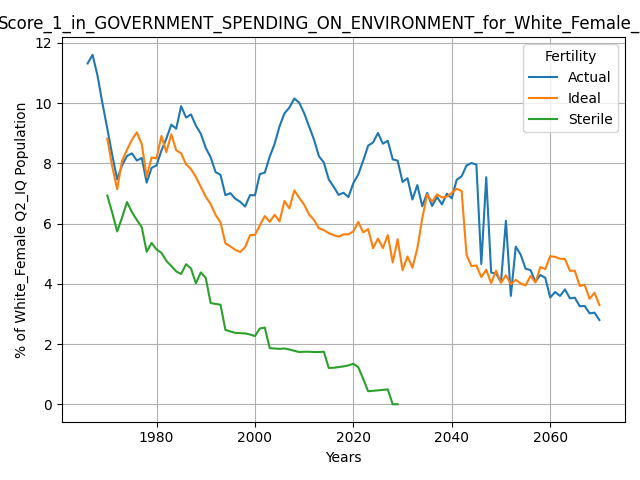 Score_1_in_GOVERNMENT_SPENDING_ON_ENVIRONMENT_for_White_Female_
12
10
8
6
4
2
0
% of White_Female Q2_IQ Population
Fertility
Actual
Ideal
Sterile
1980 2000 2020 2040 2060
Years